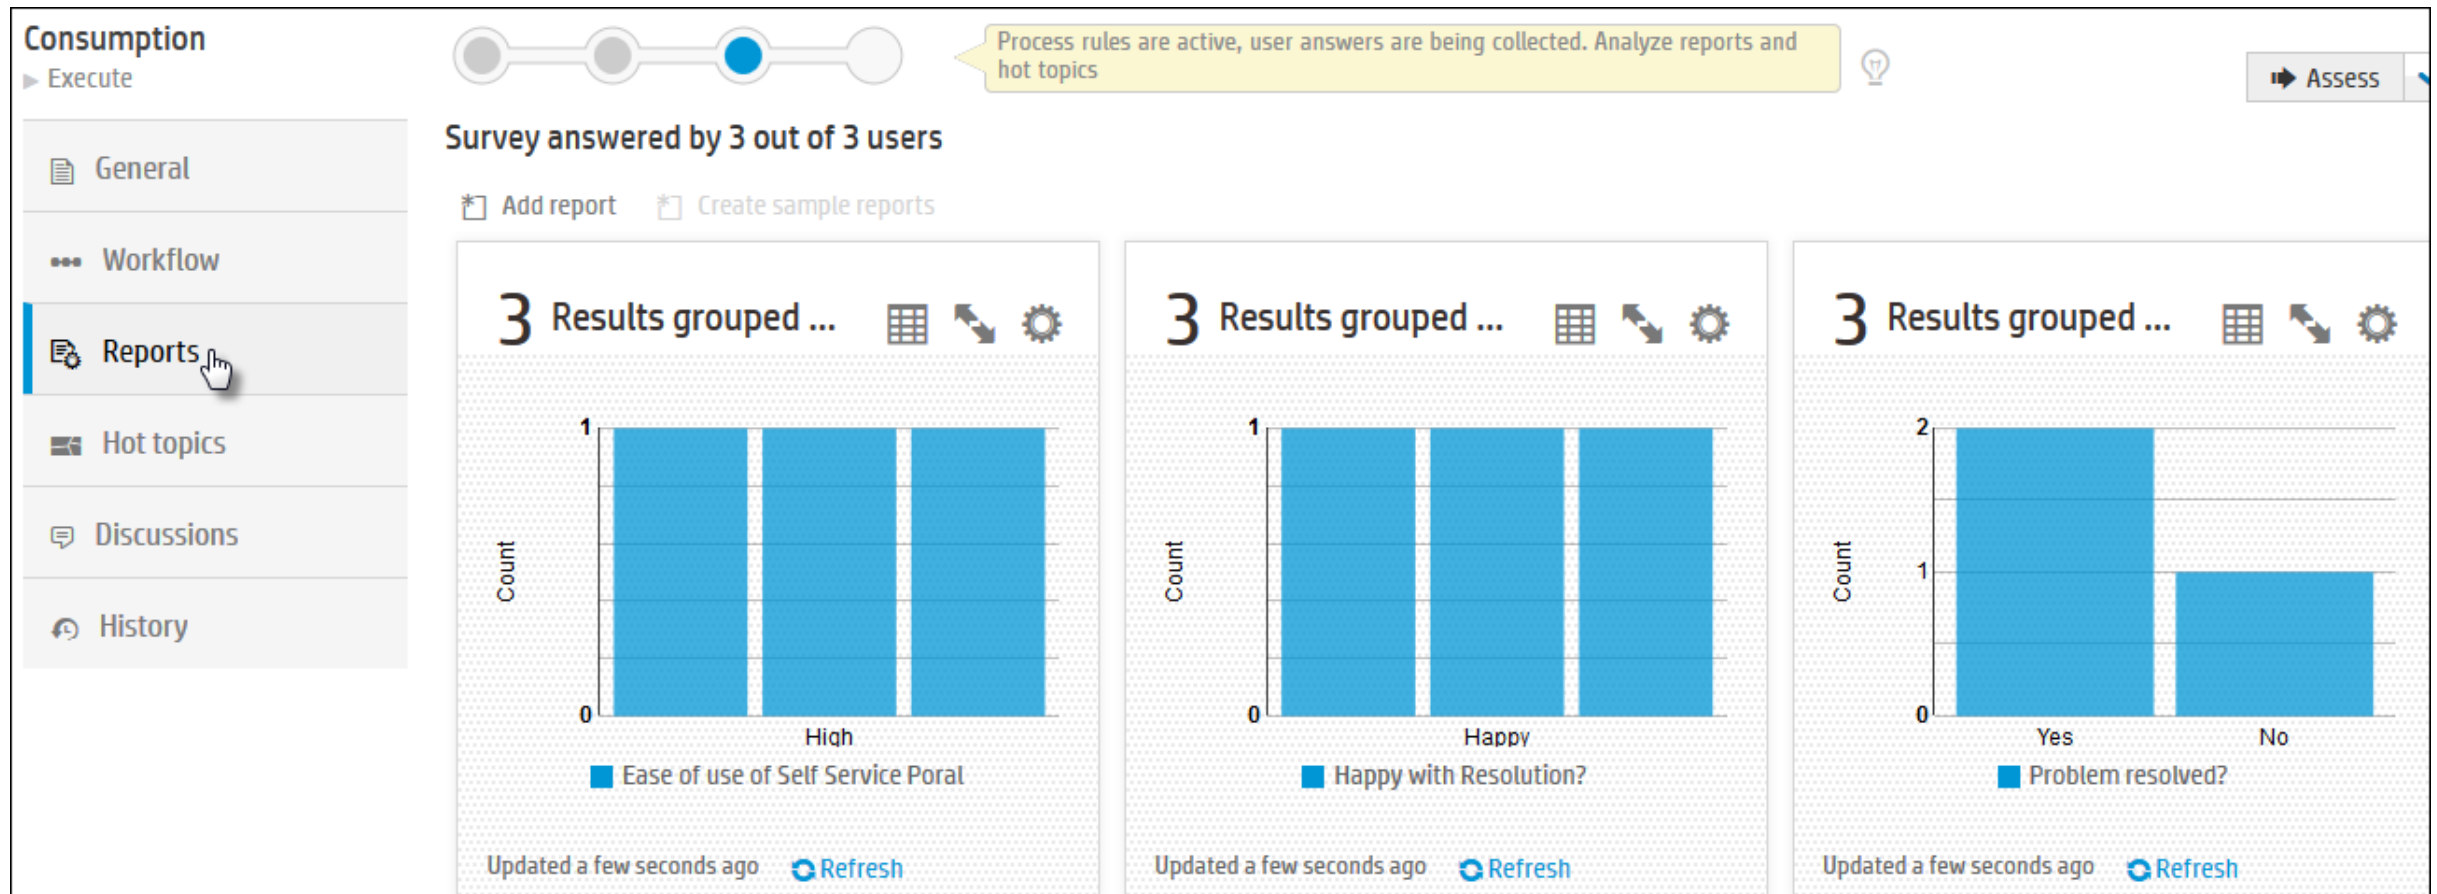 Consumption
Execute
General
Workflow
Reports
Hot topics
Discussions
History
Process rules are active, user answers are being collected. Analyze reports and
hot topics
Assess
Survey answered by 3 out of 3 users
Add report
Create sample reports
3 Results grouped ...
1
Count
0
High
Ease of use of Self Service Poral
Updated a few seconds ago
Refresh
3 Results grouped ...
1
Count
0
Happy
Happy with Resolution?
Updated a few seconds ago
Refresh
3 Results grouped ...
2
1
Count
0
Yes
No
Problem resolved?
Updated a few seconds ago
Refresh